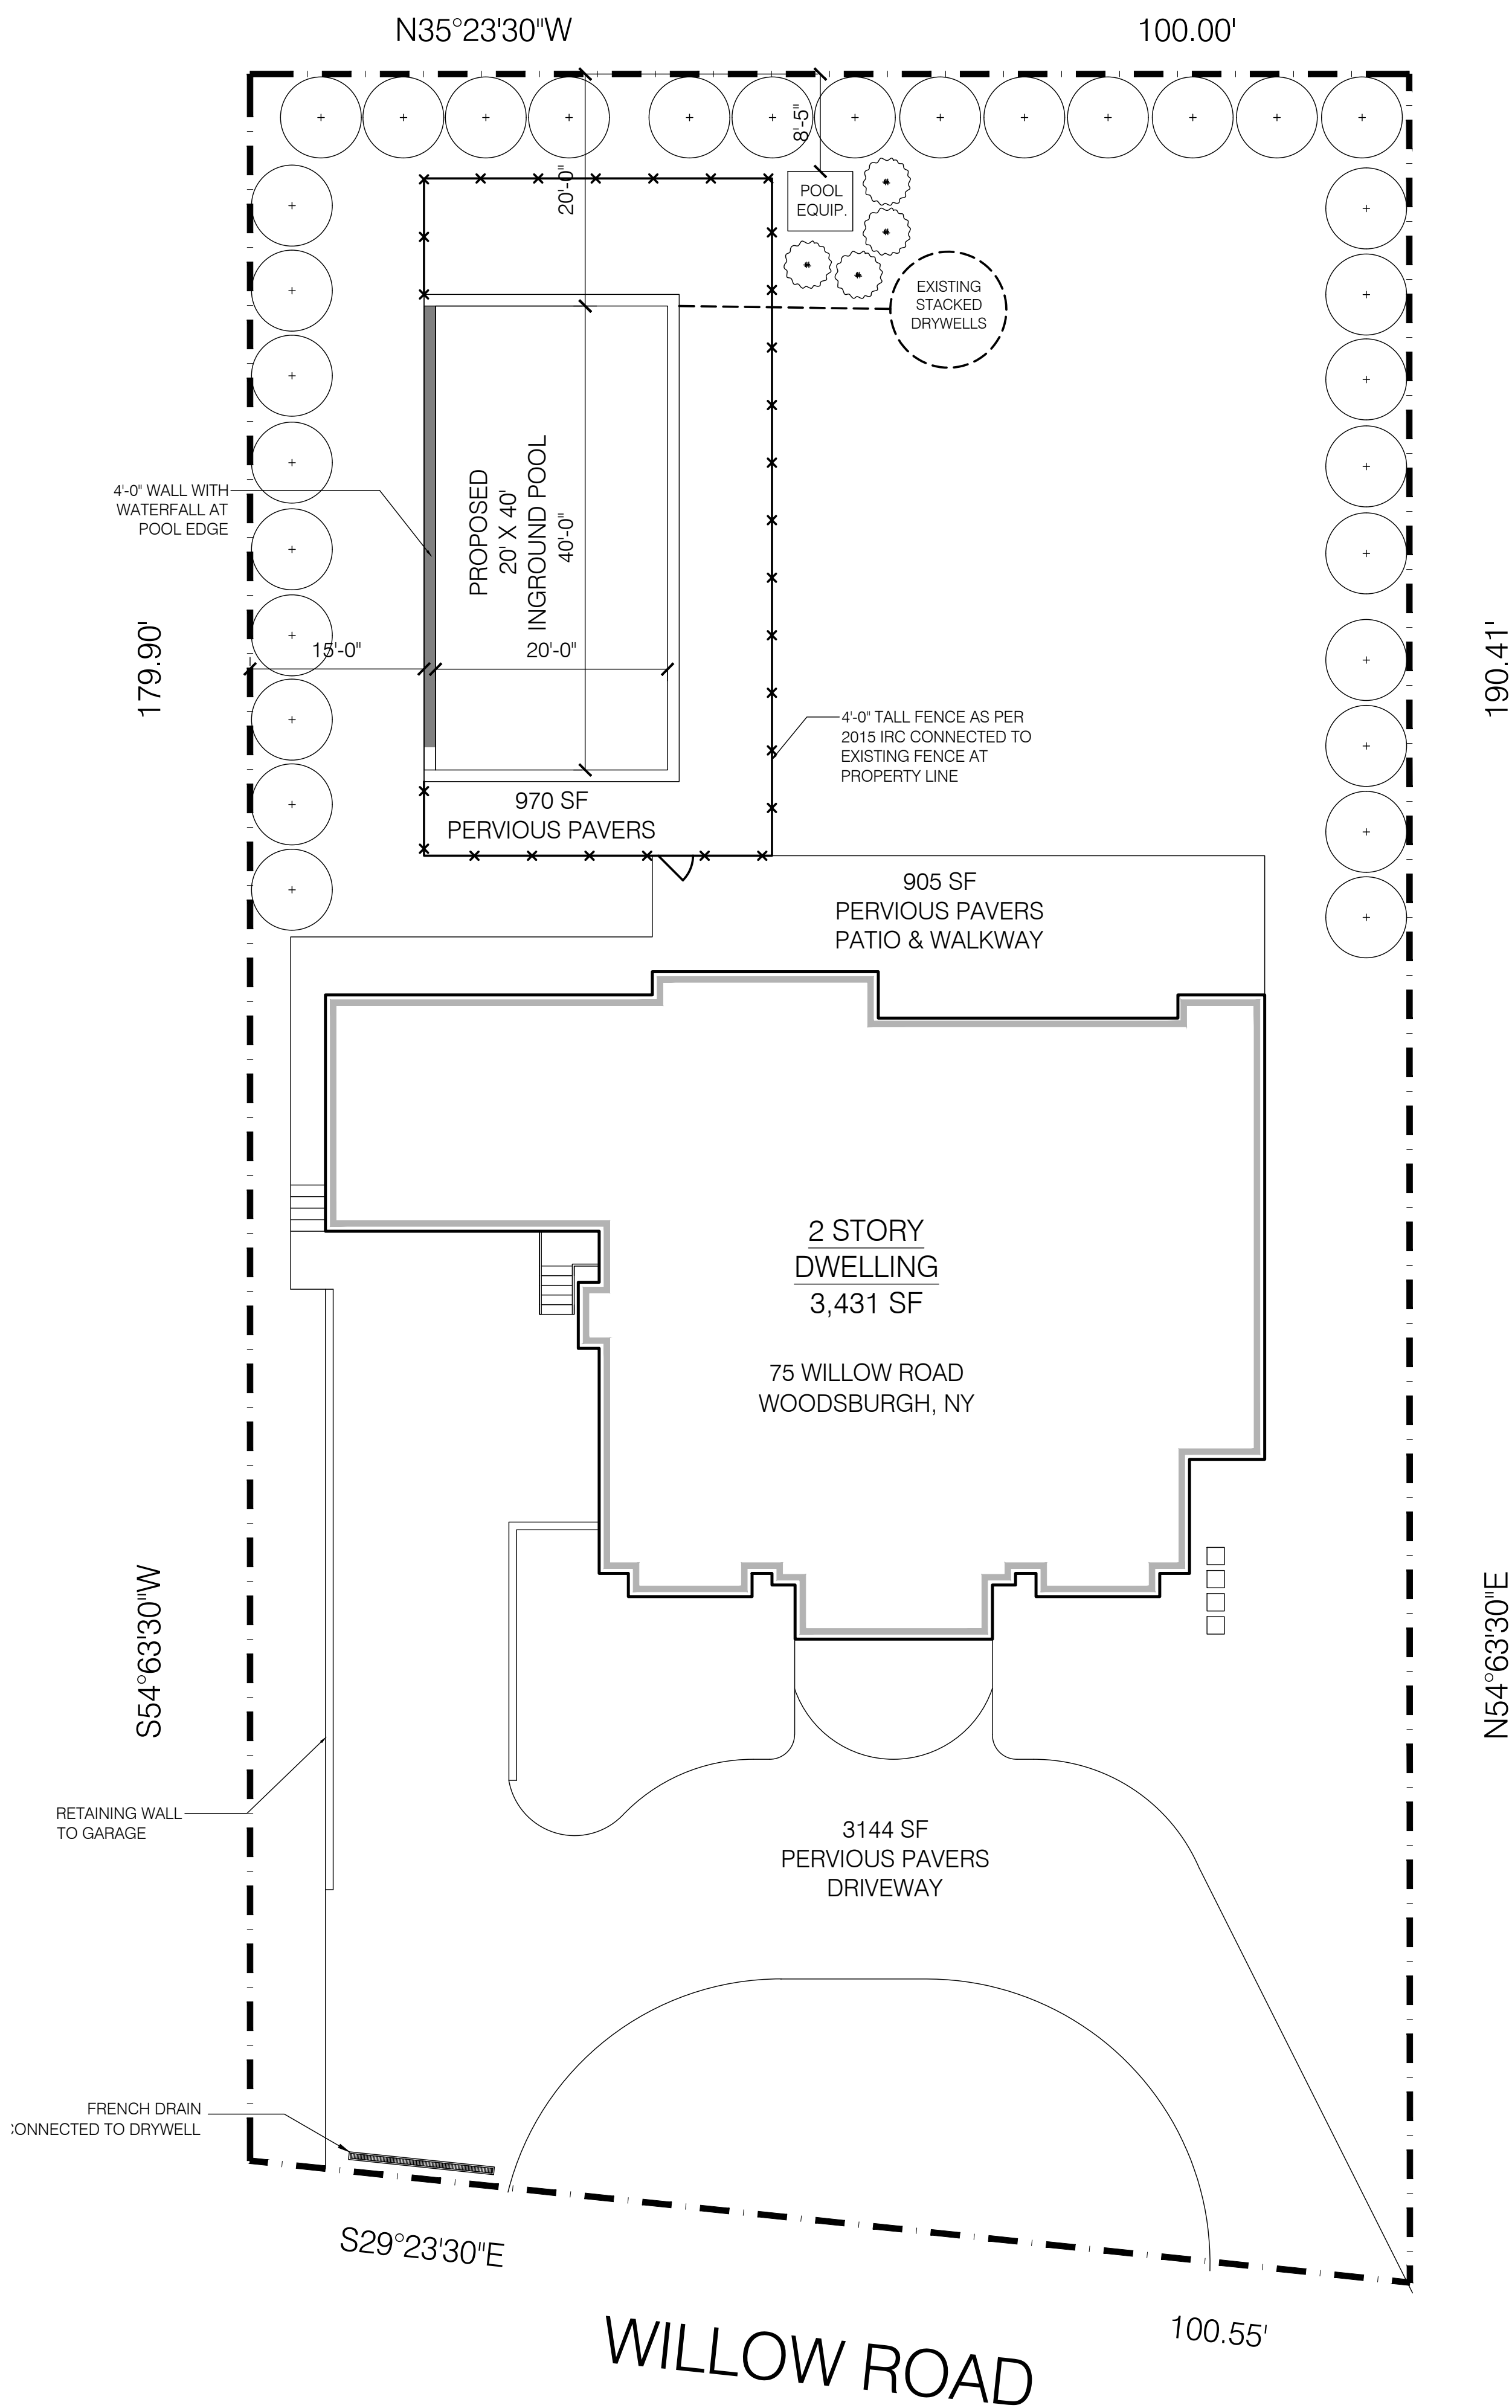 N35°23'30"W
100.00'
8'-5"
20'-0"
POOL
EQUIP.
EXISTING
STACKED
DRYWELLS
4'-0" WALL WITH
WATERFALL AT
POOL EDGE
PROPOSED
20' X 40'
INGROUND POOL
40'-0"
15'-0"
20'-0"
179.90'
190.41'
4'-0" TALL FENCE AS PER
2015 IRC CONNECTED TO
EXISTING FENCE AT
PROPERTY LINE
970 SF
PERVIOUS PAVERS
905 SF
PERVIOUS PAVERS
PATIO & WALKWAY
2 STORY
DWELLING
3,431 SF
75 WILLOW ROAD
WOODSBURGH, NY
S54°63'30"W
N54°63'30"E
RETAINING WALL
TO GARAGE
3144 SF
PERVIOUS PAVERS
DRIVEWAY
FRENCH DRAIN
ONNECTED TO DRYWELL
S29°23'30"E
100.55'
WILLOW ROAD